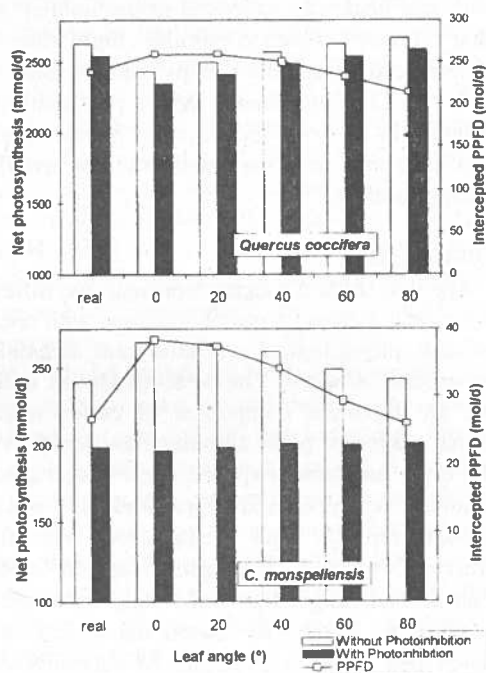 Net photosynthesis (mmol/d)
2500
2000
1500
1000
300
250
200
150
100
50
0
Intercepted PPFD (mol/d)
Quercus coccifera
real 0 20 40 60 80
Net photosynthesis (mmol/d)
250
200
150
100
40
30
20
10
0
Intercepted PPFD (mol/d)
C. monspeliensis
real 0 20 40 60 80
Leaf angle (°)
Without Photoinhibition
With Photoinhibition
PPFD